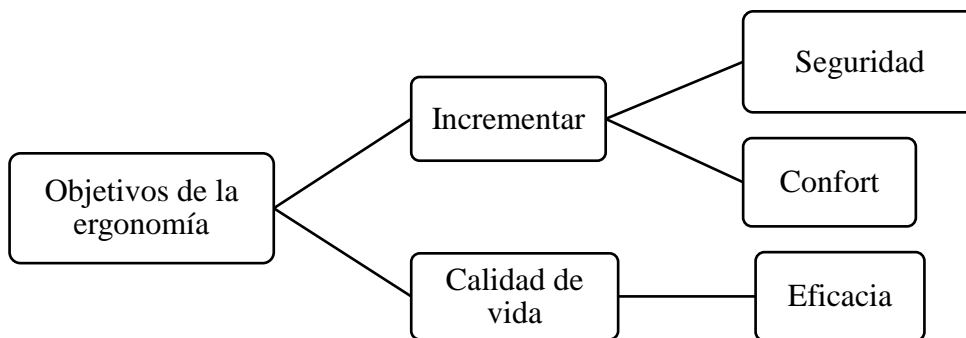 Objetivos de la
ergonomía
Incrementar
Seguridad
Confort
Calidad de
vida
Eficacia